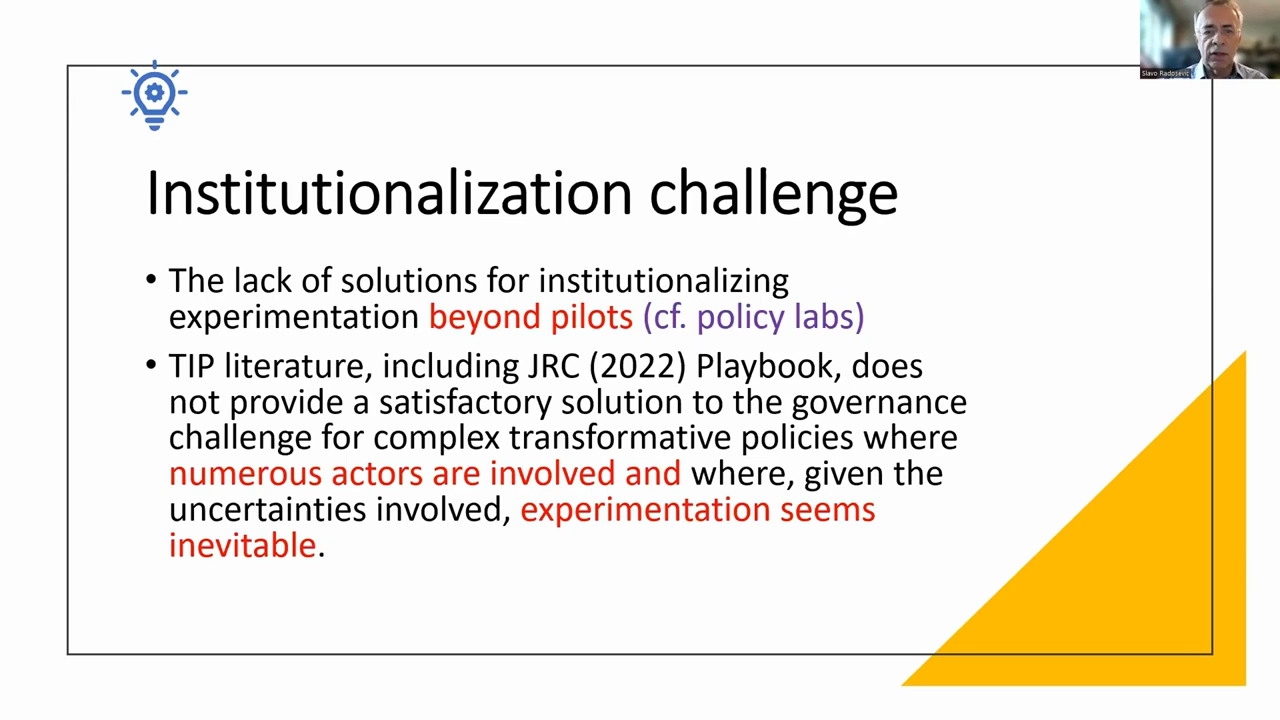 Slavo Radosevic
Institutionalization challenge
• The lack of solutions for institutionalizing
experimentation beyond pilots (cf. policy labs)
• TIP literature, including JRC (2022) Playbook, does
not provide a satisfactory solution to the governance
challenge for complex transformative policies where
numerous actors are involved and where, given the
uncertainties involved, experimentation seems
inevitable.